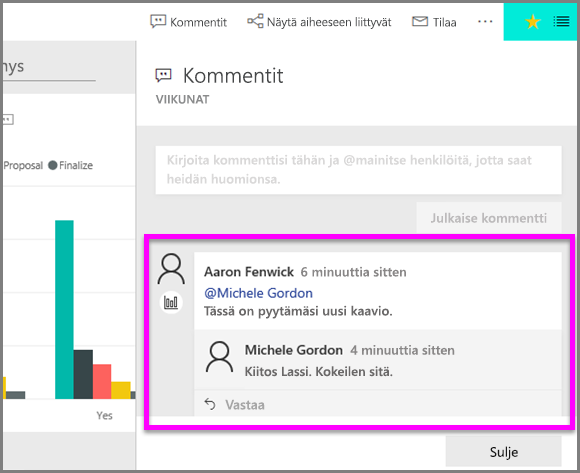 Kommentit
Näytä aiheeseen liittyvät
Tilaa
nys
Kommentit
VIIKUNAT
Proposal Finalize
Kirjoita kommenttisi tähän ja @mainitse henkilöitä, jotta saat
heidän huomionsa.
Julkaise kommentti
Aaron Fenwick 6 minuuttia sitten
@Michele Gordon
Tässä on pyytämäsi uusi kaavio.
Michele Gordon 4 minuuttia sitten
Kiitos Lassi. Kokeilen sitä.
Vastaa
Yes
Sulje